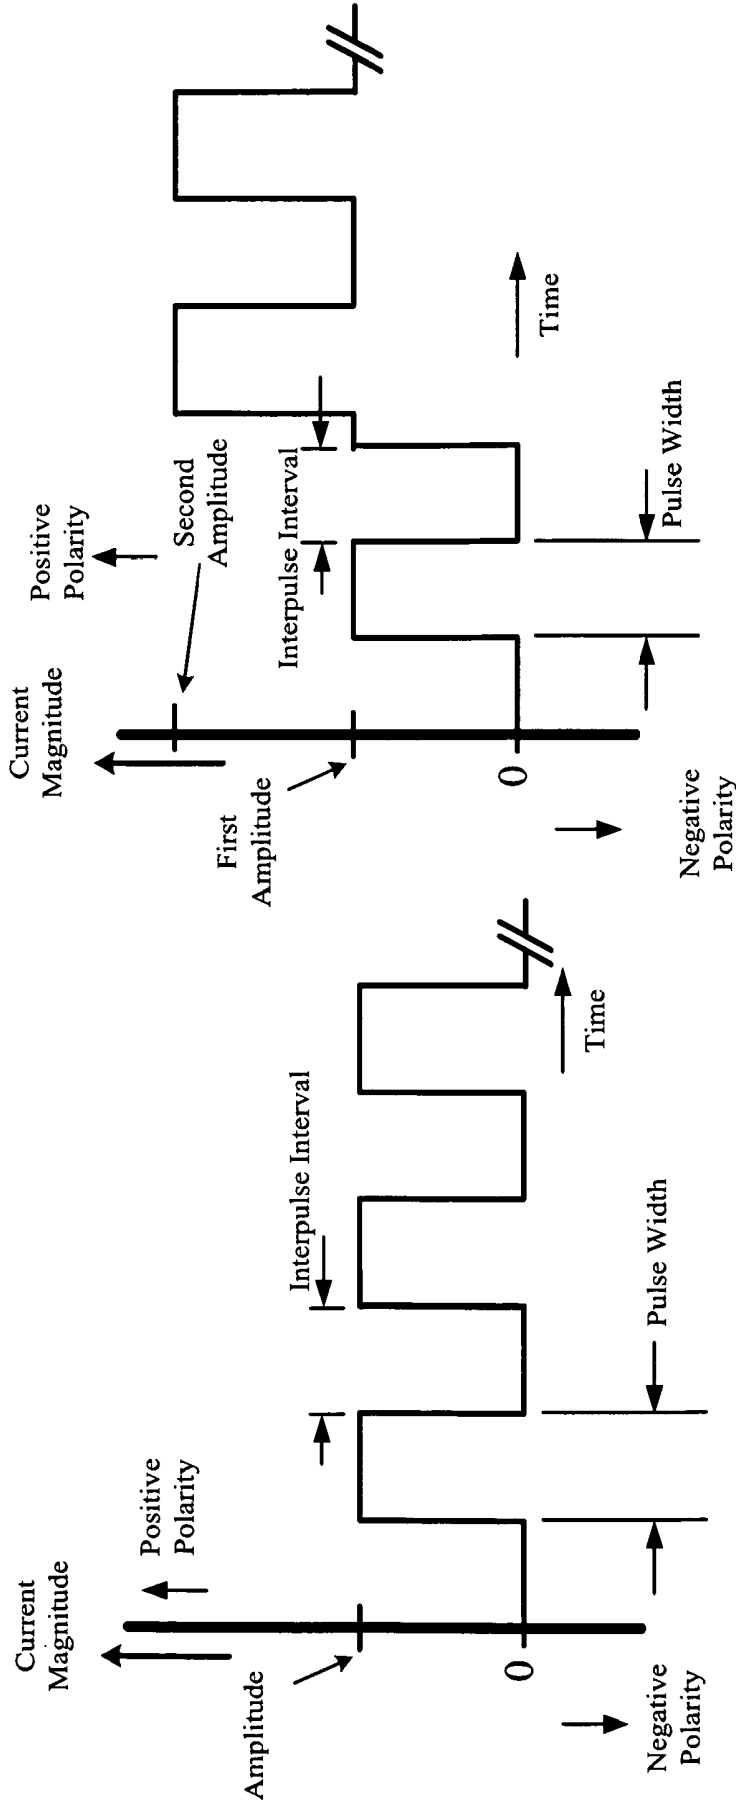 Current
Magnitude
Positive
Polarity
Amplitude
Interpulse Interval
0
Time
Pulse Width
Negative
Polarity
Current
Magnitude
Positive
Polarity
Second
Amplitude
First
Amplitude
Interpulse Interval
0
Time
Pulse Width
Negative
Polarity